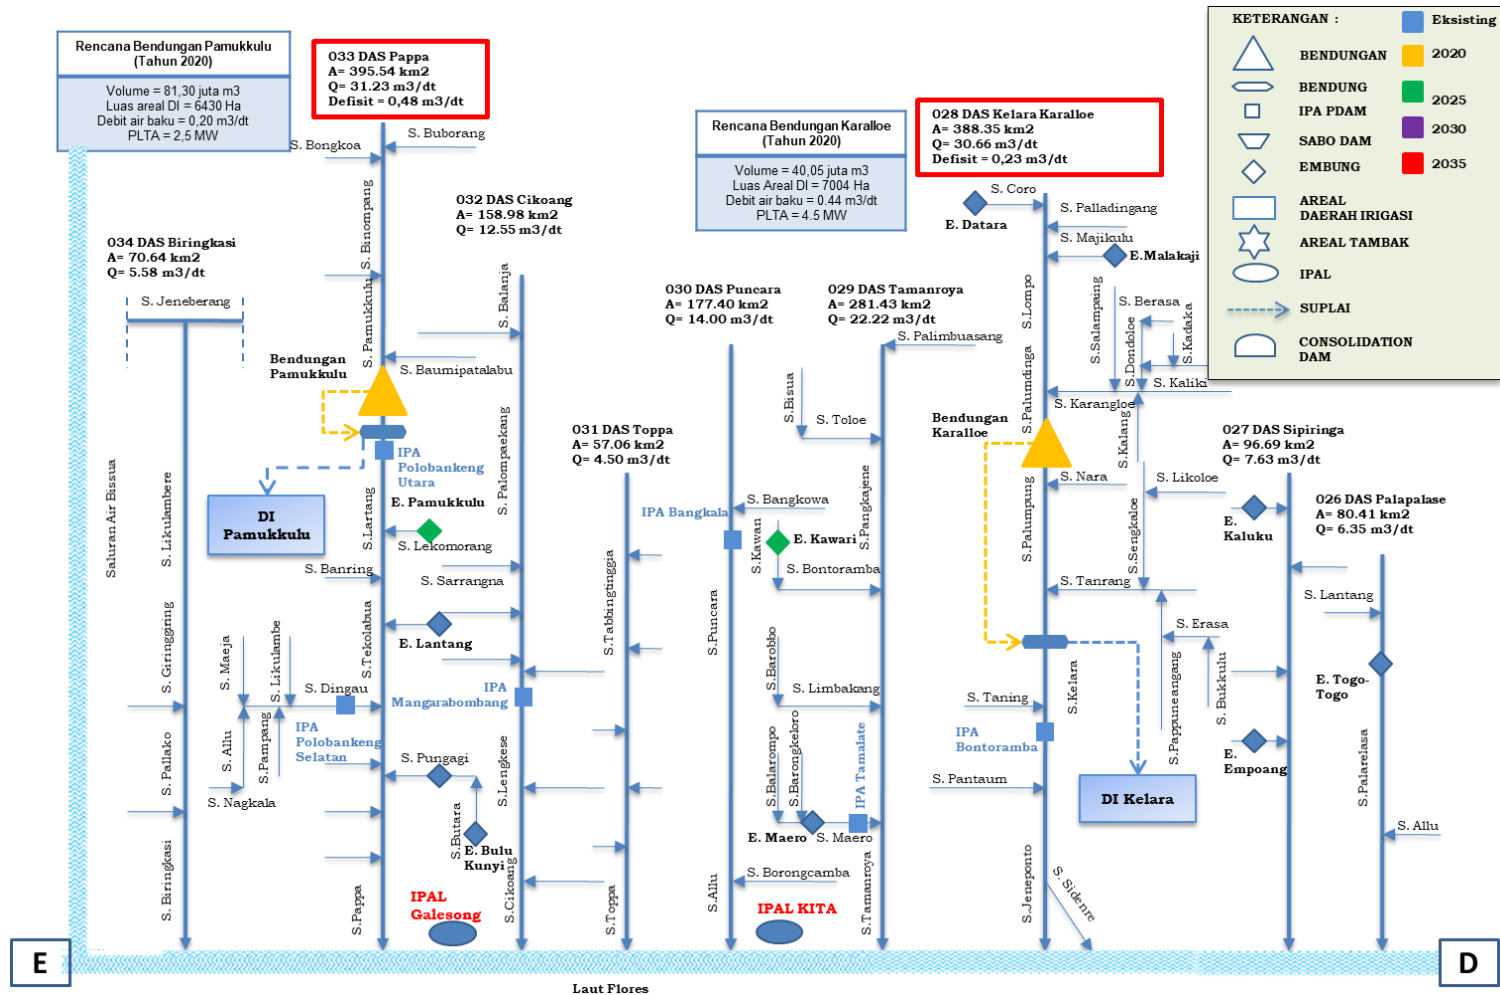 Rencana Bendungan Pamukkulu
(Tahun 2020)
Volume = 81,30 juta m3
Luas areal DI = 6430 Ha
Debit air baku = 0,20 m3/dt
PLTA = 2,5 MW
033 DAS Pappa
A= 395.54 km2
Q= 31.23 m3/dt
Defisit = 0,48 m3/dt
S. Buborang
S. Bongkoa
S. Binompang
S. Pamukkulu
032 DAS Cikoang
A= 158.98 km2
Q= 12.55 m3/dt
034 DAS Biringkasi
A= 70.64 km2
Q= 5.58 m3/dt
S. Jeneberang
S. Balanja
Bendungan
Pamukkulu
S. Baumipatalabu
IPA
Polobankeng
Utara
DI
Pamukkulu
E. Pamukkulu
S. Lekomorang
S.Lartang
S. Banring
S. Sarrangna
S. Palompaekang
Saluran Air Bissua
S. Likulambere
S. Giringgiring
S. Pallako
S. Biringkasi
S. Maeja
S. Likulambe
S. Dingau
S. Allu
S.Pampang
S. Nagkala
IPA
Polobankeng
Selatan
S.Tekolabua
E. Lantang
IPA
Mangarabombang
S. Pungagi
S.Butara
E. Bulu
Kunyi
S.Lengkese
S.Cikoang
S.Pappa
IPAL
Galesong
031 DAS Toppa
A= 57.06 km2
Q= 4.50 m3/dt
S.Tabbingtinggia
S.Toppa
Rencana Bendungan Karalloe
(Tahun 2020)
Volume = 40,05 juta m3
Luas Areal DI = 7004 Ha
Debit air baku = 0.44 m3/dt
PLTA = 4.5 MW
030 DAS Puncara
A= 177.40 km2
Q= 14.00 m3/dt
IPA Bangkala
S. Bangkowa
S.Kawan
E. Kawari
S. Bontoramba
S.Puncara
S.Allu
S. Borongcamba
IPAL KITA
029 DAS Tamanroya
A= 281.43 km2
Q= 22.22 m3/dt
S. Palimbuasang
S.Bisua
S. Toloe
S.Pangkajene
S.Barobbo
S. Limbakang
S.Balarompo
S.Barongkeloro
IPA Tamalate
E. Maero
S. Maero
S.Tamanroya
028 DAS Kelara Karalloe
A= 388.35 km2
Q= 30.66 m3/dt
Defisit = 0,23 m3/dt
S. Coro
E. Datara
S. Palladingang
S. Majikulu
E.Malakaji
S.Lompo
S.Salampaing
S. Berasa
S.Dondoloe
S.Kadaka
S. Kaliki
S. Karangloe
S.Palumdinga
Bendungan
Karalloe
S.Kalang
S. Nara
S. Likoloe
S.Palumpung
S.Sengkaloe
S. Tanrang
S. Erasa
S. Bukkulu
S.Pappuneangang
S.Kelara
S. Taning
IPA
Bontoramba
S. Pantaum
DI Kelara
S.Jeneponto
S. Sidenre
027 DAS Sipiringa
A= 96.69 km2
Q= 7.63 m3/dt
E.
Kaluku
E.
Empoang
026 DAS Palapalase
A= 80.41 km2
Q= 6.35 m3/dt
S. Lantang
E. Togo-
Togo
S.Palarelasa
S. Allu
KETERANGAN :
BENDUNGAN
BENDUNG
IPA PDAM
SABO DAM
EMBUNG
AREAL
DAERAH IRIGASI
AREAL TAMBAK
IPAL
SUPLAI
CONSOLIDATION
DAM
Eksisting
2020
2025
2030
2035
E
D
Laut Flores